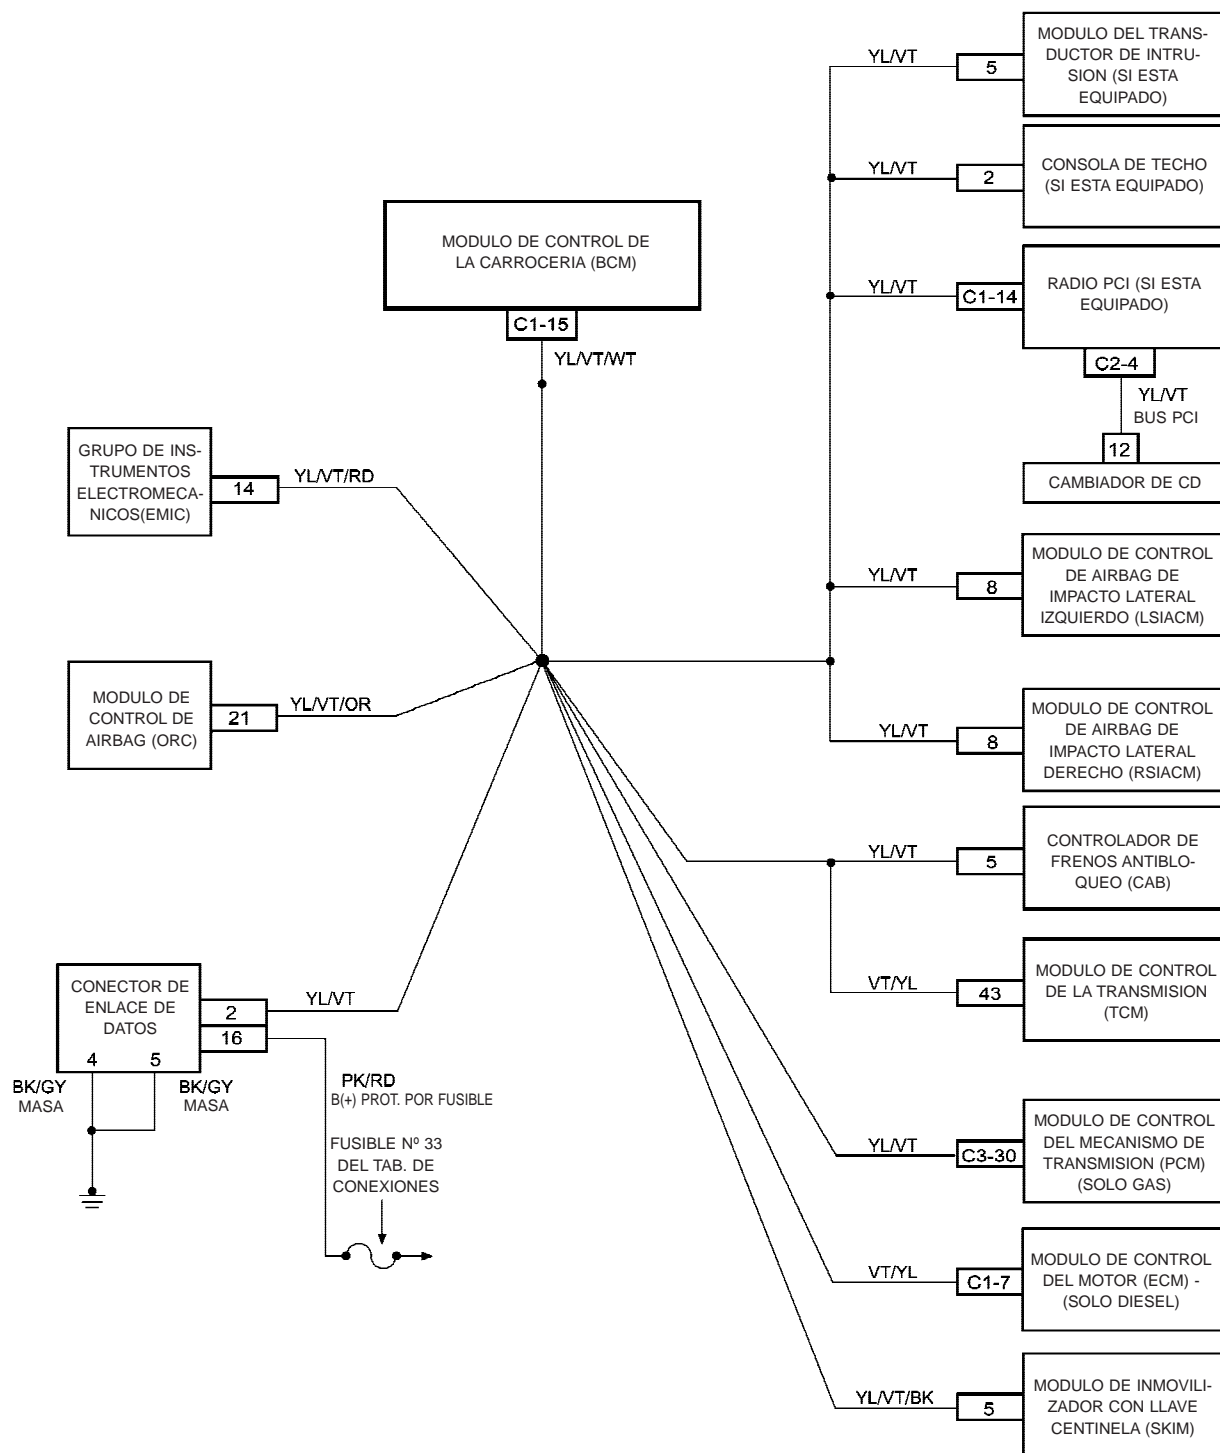 MODULO DEL TRANS-
DUCTOR DE INTRU-
SION (SI ESTA
EQUIPADO)
YL/VT
5
CONSOLA DE TECHO
(SI ESTA EQUIPADO)
YL/VT
2
MODULO DE CONTROL DE
LA CARROCERIA (BCM)
C1-15
YL/VT/WT
RADIO PCI (SI ESTA
EQUIPADO)
YL/VT
C1-14
C2-4
YL/VT
BUS PCI
12
CAMBIADOR DE CD
GRUPO DE INS-
TRUMENTOS
ELECTROMECA-
NICOS(EMIC)
14
YL/VT/RD
MODULO DE CONTROL
DE AIRBAG DE
IMPACTO LATERAL
IZQUIERDO (LSIACM)
YL/VT
8
MODULO DE
CONTROL DE
AIRBAG (ORC)
21
YL/VT/OR
MODULO DE CONTROL
DE AIRBAG DE
IMPACTO LATERAL
DERECHO (RSIACM)
YL/VT
8
CONTROLADOR DE
FRENOS ANTIBLO-
QUEO (CAB)
YL/VT
5
MODULO DE CONTROL
DE LA TRANSMISION
(TCM)
VT/YL
43
CONECTOR DE
ENLACE DE
DATOS
2
16
4 5
YL/VT
BK/GY
MASA
BK/GY
MASA
PK/RD
B(+) PROT. POR FUSIBLE
FUSIBLE Nº 33
DEL TAB. DE
CONEXIONES
MODULO DE CONTROL
DEL MECANISMO DE
TRANSMISION (PCM)
(SOLO GAS)
YL/VT
C3-30
MODULO DE CONTROL
DEL MOTOR (ECM) -
(SOLO DIESEL)
VT/YL
C1-7
MODULO DE INMOVILI-
ZADOR CON LLAVE
CENTINELA (SKIM)
YL/VT/BK
5